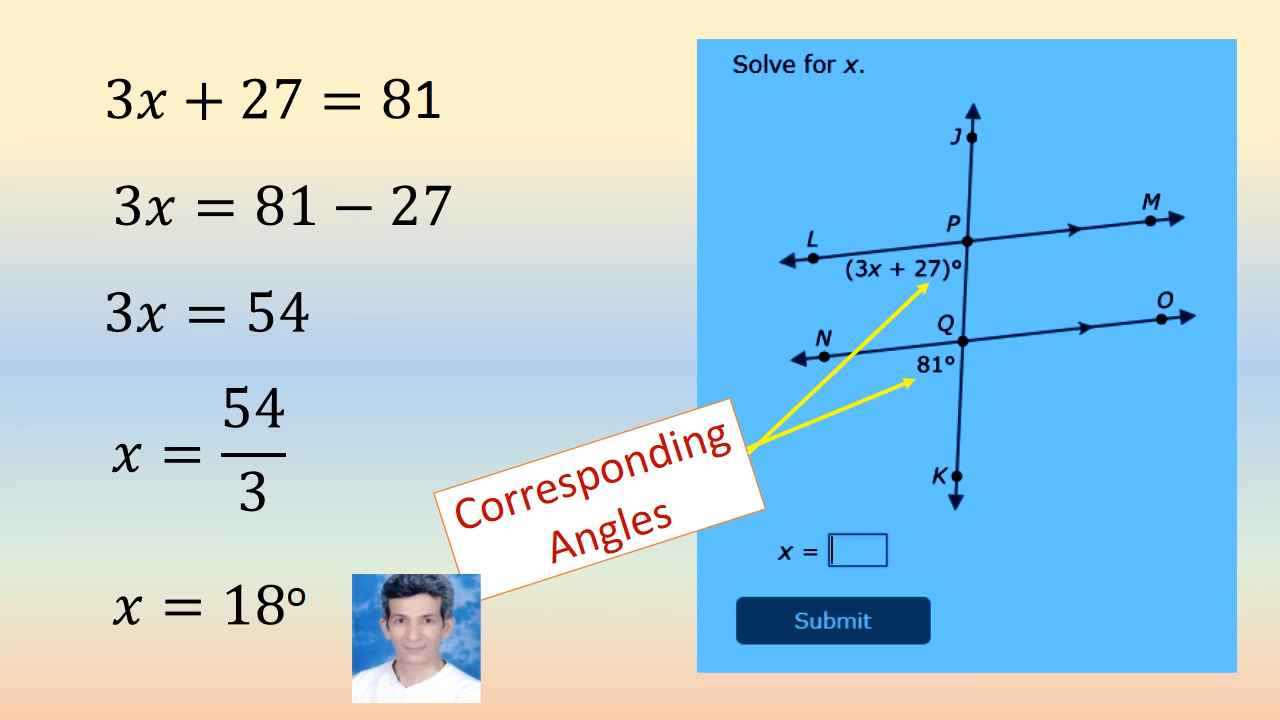 3x + 27 = 81
3x = 81 − 27
3x = 54
x = 54/3
x = 18°
Corresponding
Angles
Solve for x.
J
M
P
L
(3x + 27)°
O
Q
N
81°
K
x =
Submit